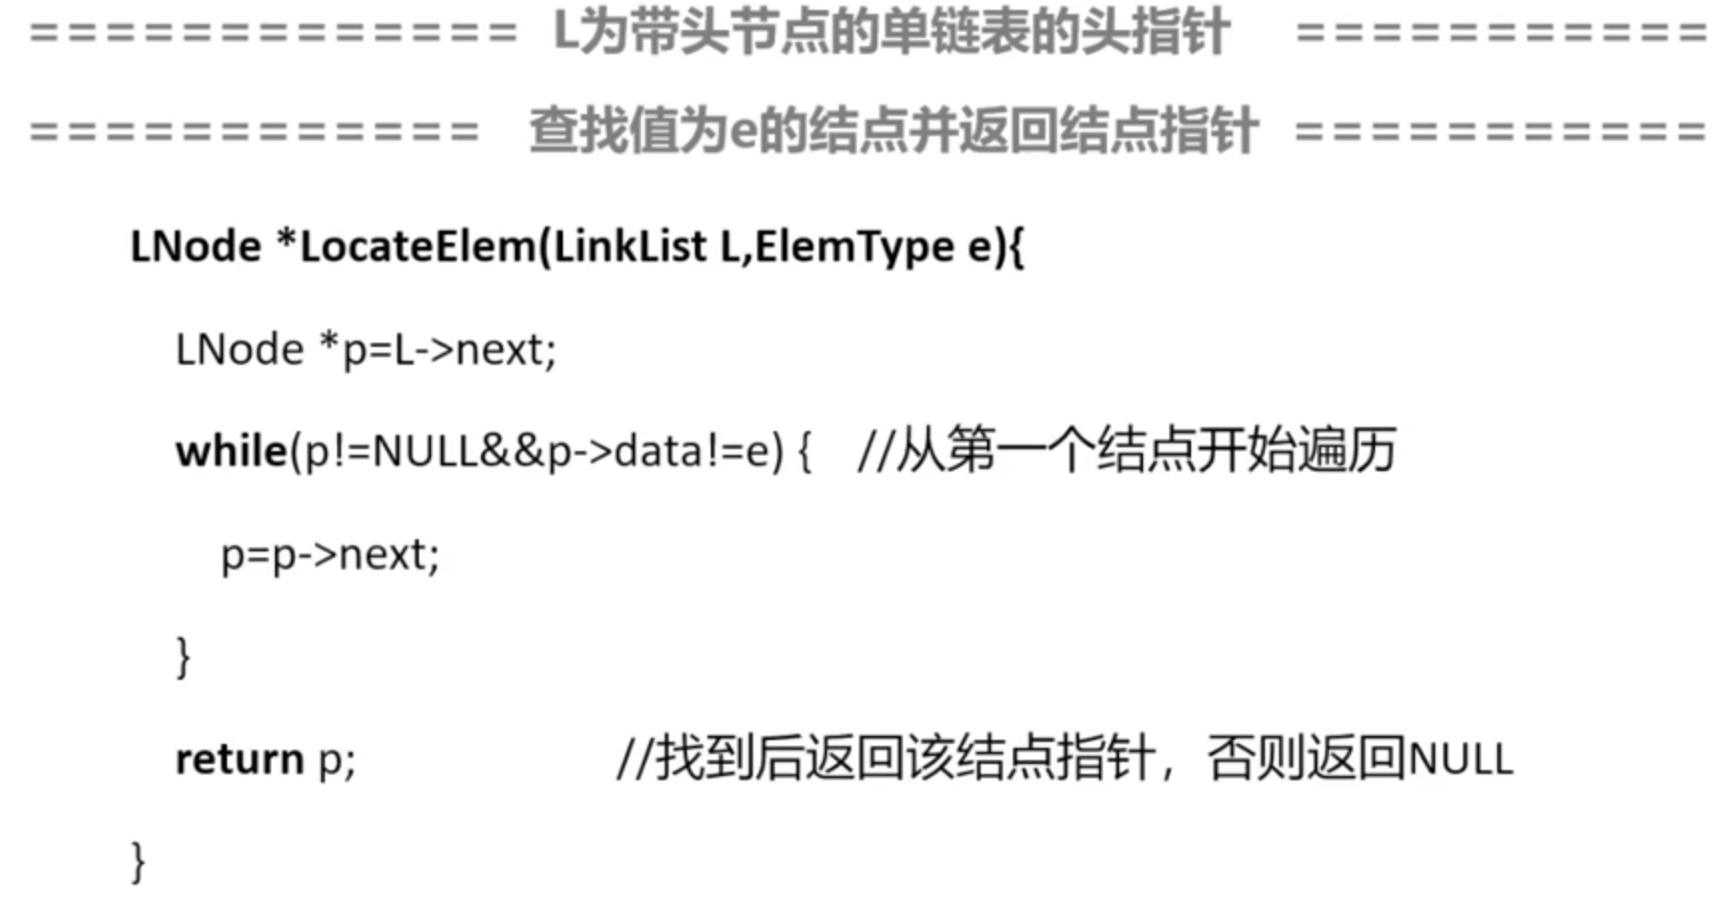 ============= L为带头节点的单链表的头指针 ===========
============ 查找值为e的结点并返回结点指针 ===========
LNode *LocateElem(LinkList L,ElemType e){
LNode *p=L->next;
while(p!=NULL&&p->data!=e) { //从第一个结点开始遍历
p=p->next;
}
return p; //找到后返回该结点指针，否则返回NULL
}